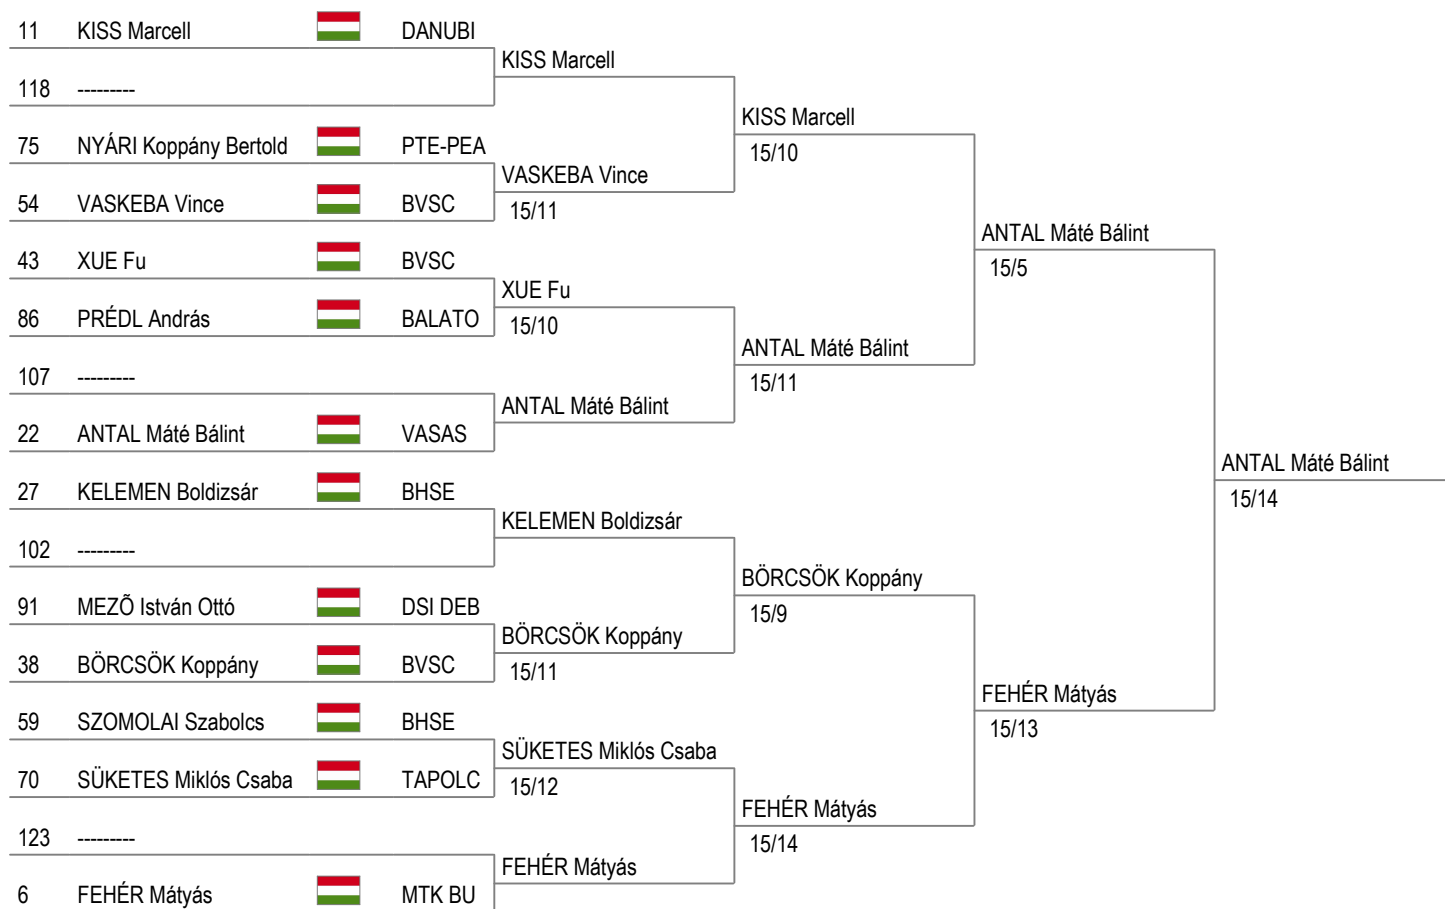 11 KISS Marcell DANUBI
KISS Marcell
118 ---------
KISS Marcell
15/10
75 NYÁRI Koppány Bertold PTE-PEA
VASKEBA Vince
15/11
54 VASKEBA Vince BVSC
ANTAL Máté Bálint
15/5
43 XUE Fu BVSC
XUE Fu
15/10
86 PRÉDL András BALATO
ANTAL Máté Bálint
15/11
107 ---------
ANTAL Máté Bálint
22 ANTAL Máté Bálint VASAS
ANTAL Máté Bálint
15/14
27 KELEMEN Boldizsár BHSE
KELEMEN Boldizsár
102 ---------
BÖRCSÖK Koppány
15/9
91 MEZÕ István Ottó DSI DEB
BÖRCSÖK Koppány
15/11
38 BÖRCSÖK Koppány BVSC
FEHÉR Mátyás
15/13
59 SZOMOLAI Szabolcs BHSE
SÜKETES Miklós Csaba
15/12
70 SÜKETES Miklós Csaba TAPOLC
FEHÉR Mátyás
15/14
123 ---------
FEHÉR Mátyás
6 FEHÉR Mátyás MTK BU